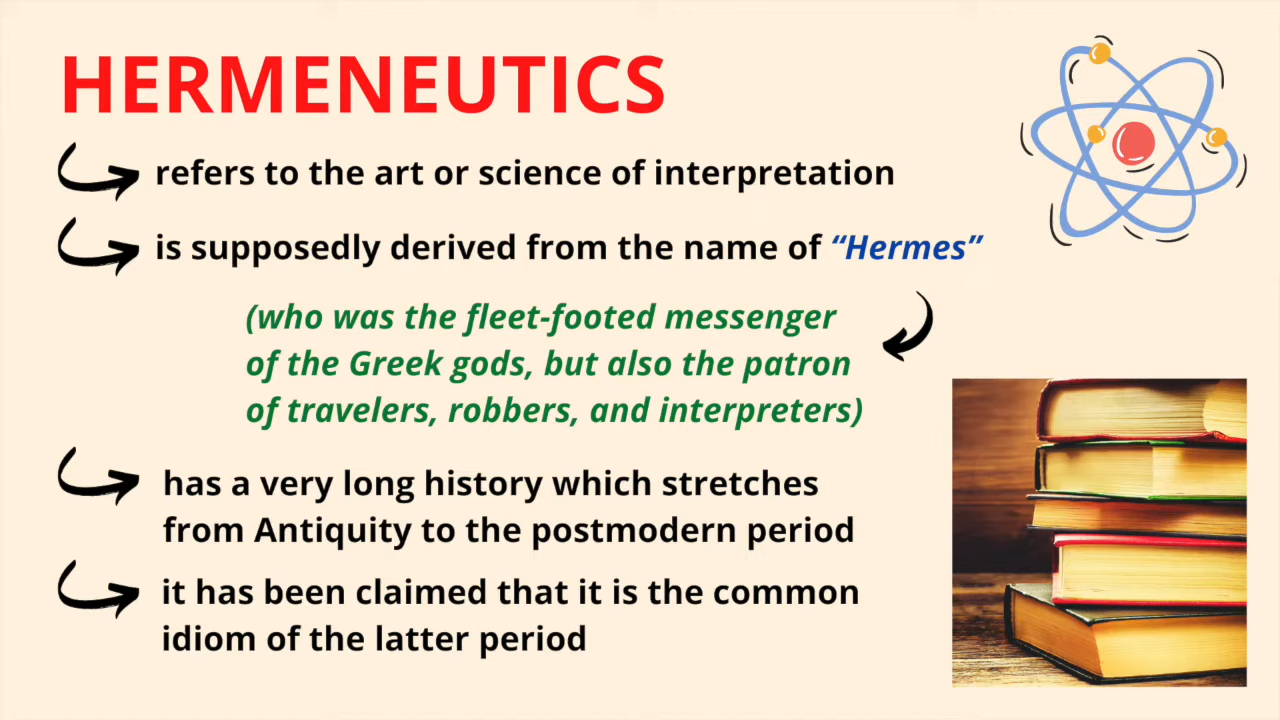 HERMENEUTICS
refers to the art or science of interpretation
is supposedly derived from the name of “Hermes”
(who was the fleet-footed messenger
of the Greek gods, but also the patron
of travelers, robbers, and interpreters)
has a very long history which stretches
from Antiquity to the postmodern period
it has been claimed that it is the common
idiom of the latter period